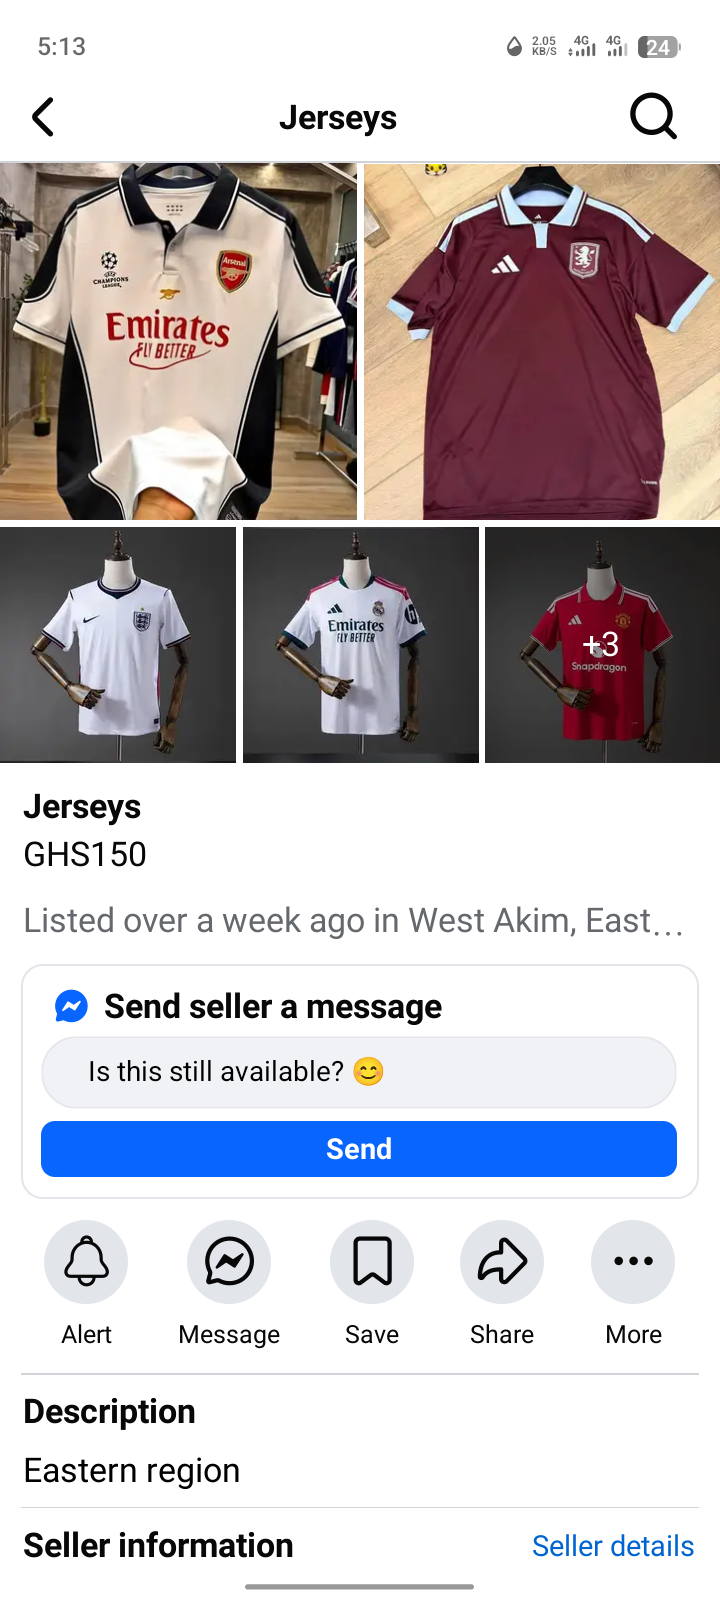 5:13
2.05
KB/S
4G
4G
24
Jerseys
CHAMPIONS
LEAGUE
Arsenal
Emirates
FLY BETTER
Emirates
FLY BETTER
+3
Snapdragon
Jerseys
GHS150
Listed over a week ago in West Akim, East...
Send seller a message
Is this still available? 😊
Send
Alert
Message
Save
Share
More
Description
Eastern region
Seller information
Seller details